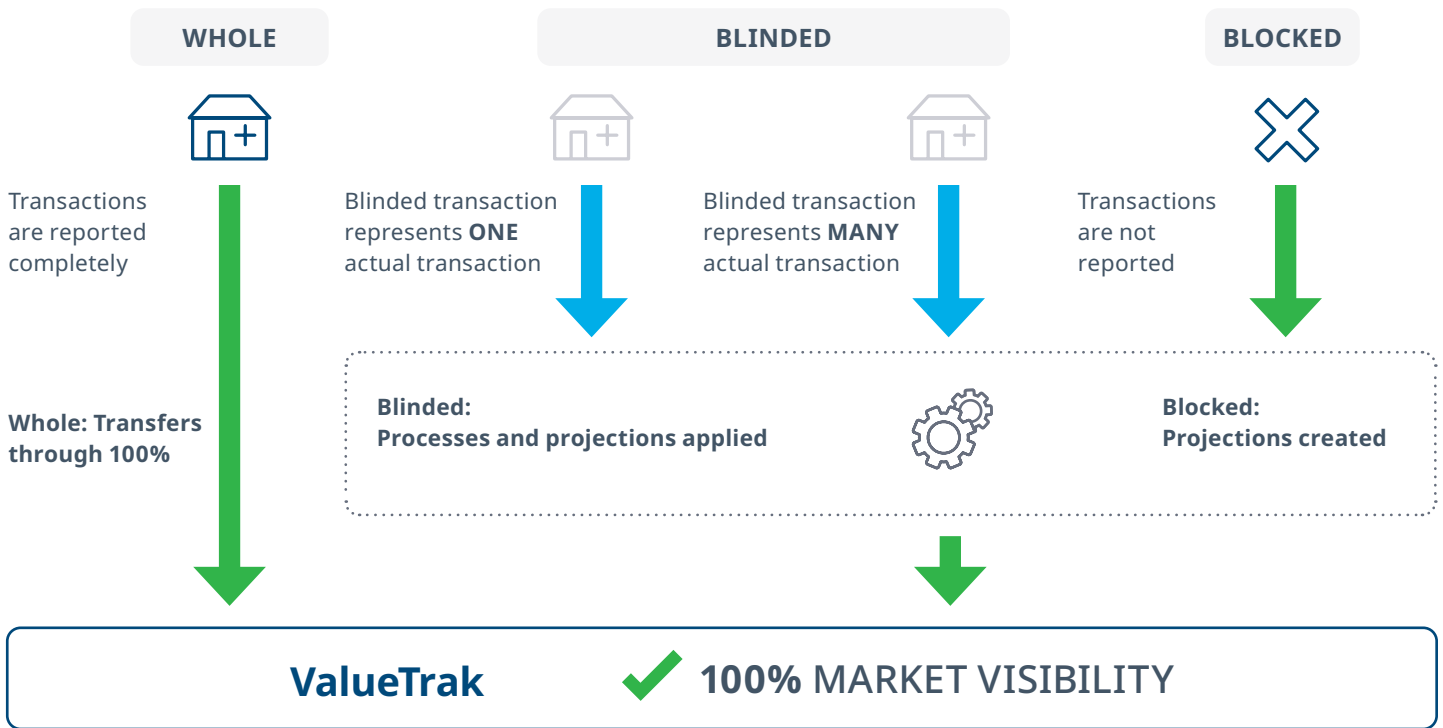 WHOLE
BLINDED
BLOCKED
Transactions
are reported
completely
Blinded transaction
represents ONE
actual transaction
Blinded transaction
represents MANY
actual transaction
Transactions
are not
reported
Whole: Transfers
through 100%
Blinded:
Processes and projections applied
Blocked:
Projections created
ValueTrak
100% MARKET VISIBILITY